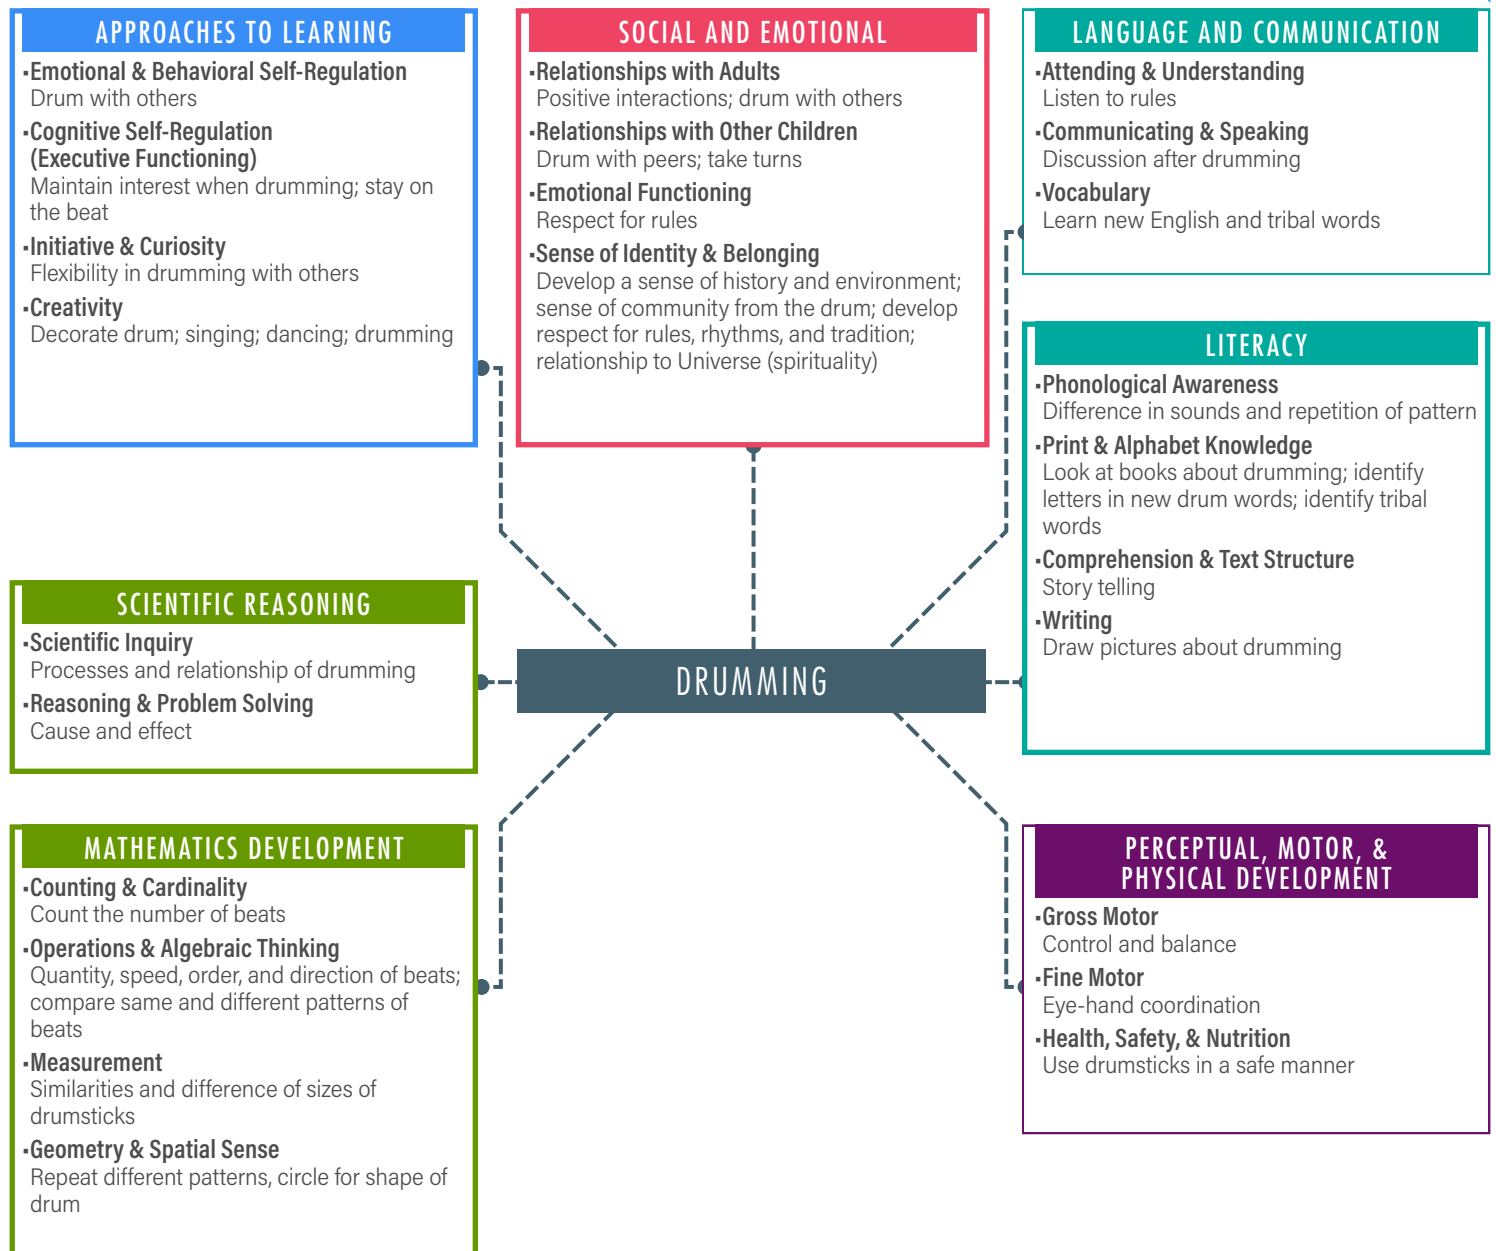 APPROACHES TO LEARNING
▪Emotional & Behavioral Self-Regulation
Drum with others
▪Cognitive Self-Regulation
(Executive Functioning)
Maintain interest when drumming; stay on
the beat
▪Initiative & Curiosity
Flexibility in drumming with others
▪Creativity
Decorate drum; singing; dancing; drumming
SOCIAL AND EMOTIONAL
▪Relationships with Adults
Positive interactions; drum with others
▪Relationships with Other Children
Drum with peers; take turns
▪Emotional Functioning
Respect for rules
▪Sense of Identity & Belonging
Develop a sense of history and environment;
sense of community from the drum; develop
respect for rules, rhythms, and tradition;
relationship to Universe (spirituality)
LANGUAGE AND COMMUNICATION
▪Attending & Understanding
Listen to rules
▪Communicating & Speaking
Discussion after drumming
▪Vocabulary
Learn new English and tribal words
LITERACY
▪Phonological Awareness
Difference in sounds and repetition of pattern
▪Print & Alphabet Knowledge
Look at books about drumming; identify
letters in new drum words; identify tribal
words
▪Comprehension & Text Structure
Story telling
▪Writing
Draw pictures about drumming
SCIENTIFIC REASONING
▪Scientific Inquiry
Processes and relationship of drumming
▪Reasoning & Problem Solving
Cause and effect
DRUMMING
MATHEMATICS DEVELOPMENT
▪Counting & Cardinality
Count the number of beats
▪Operations & Algebraic Thinking
Quantity, speed, order, and direction of beats;
compare same and different patterns of
beats
▪Measurement
Similarities and difference of sizes of
drumsticks
▪Geometry & Spatial Sense
Repeat different patterns, circle for shape of
drum
PERCEPTUAL, MOTOR, &
PHYSICAL DEVELOPMENT
▪Gross Motor
Control and balance
▪Fine Motor
Eye-hand coordination
▪Health, Safety, & Nutrition
Use drumsticks in a safe manner